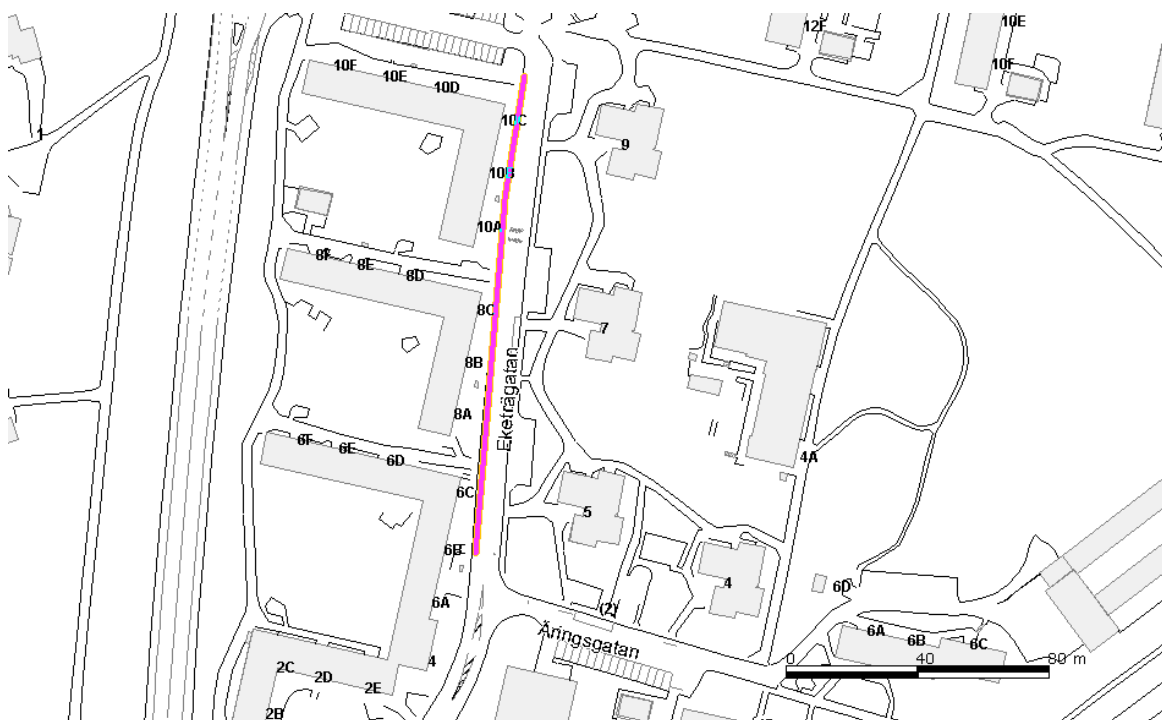 10E
12F
10F
10E
10D
10F
1
10C
9
10B
10A
8F
8E
8D
8C
7
8B
Eketrägatan
8A
6F
6E
6D
4A
6C
5
6B
4
6D
6A
(2)
6A
6B
6C
Äringsgatan
0 40 80 m
4
2C
2D
2E
2B